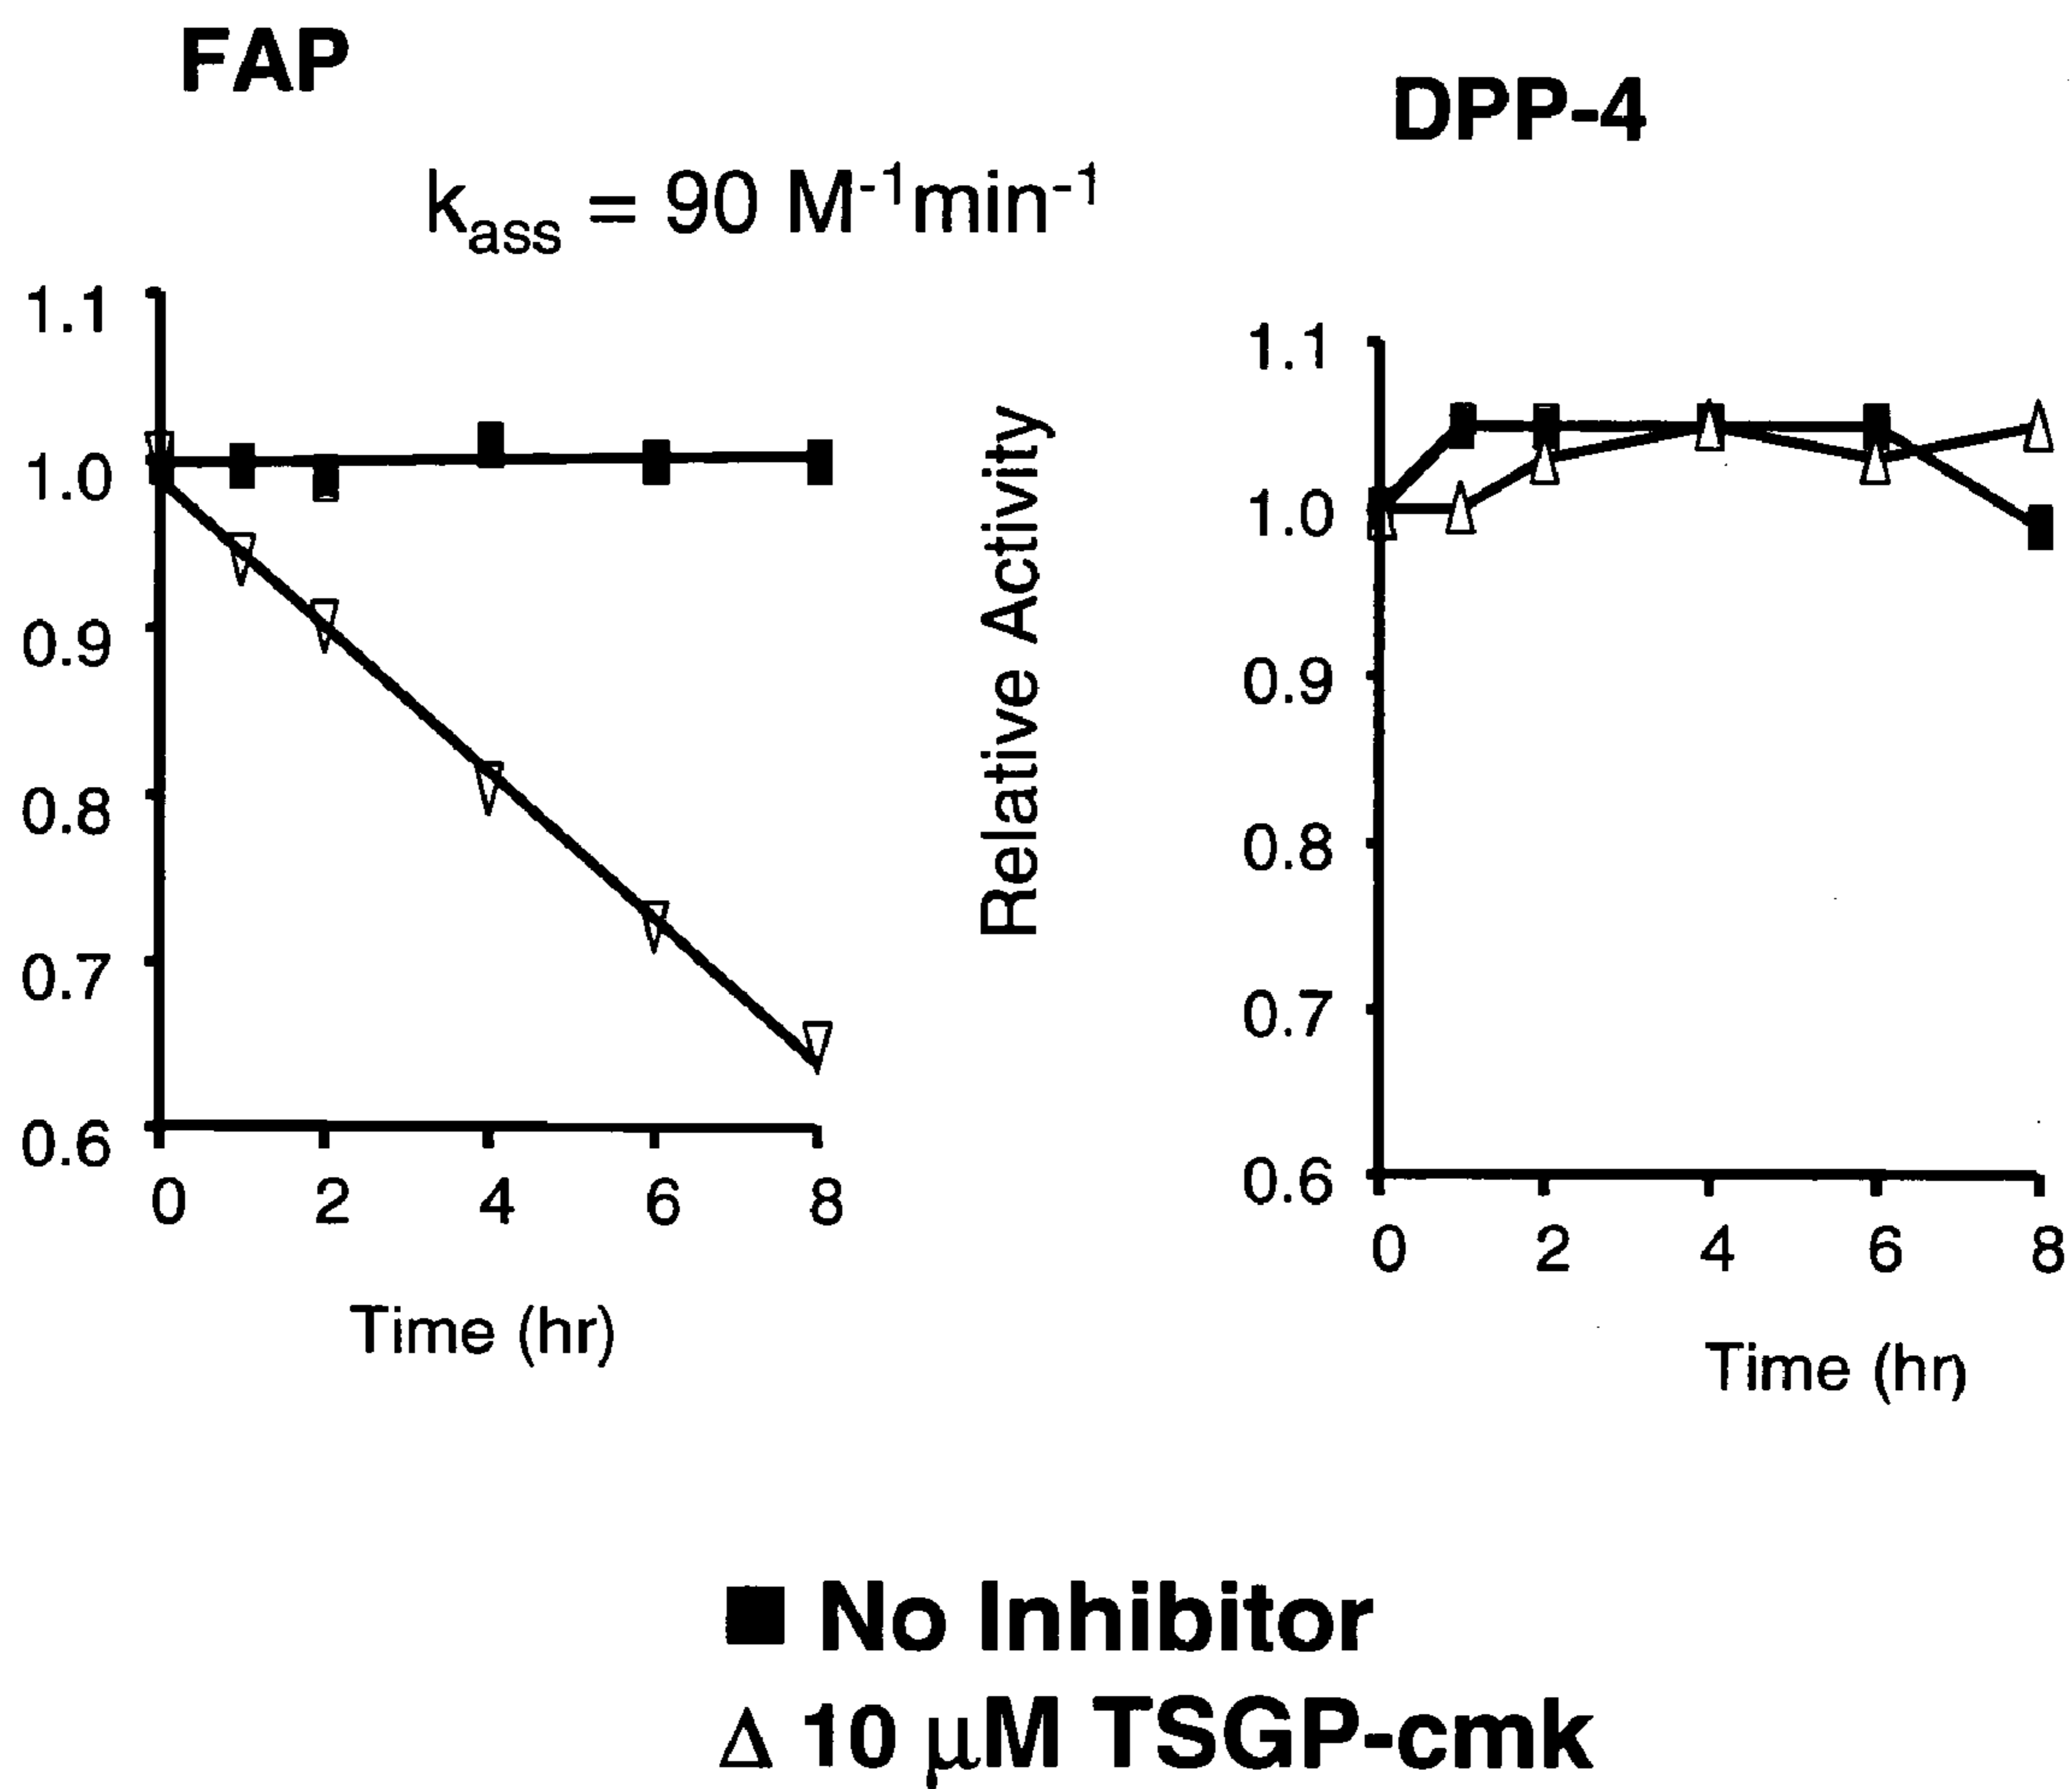 FAP
k_ass = 90 M⁻¹min⁻¹
1.1
1.0
0.9
0.8
0.7
0.6
0 2 4 6 8
Time (hr)
DPP-4
Relative Activity
1.1
1.0
0.9
0.8
0.7
0.6
0 2 4 6 8
Time (hr)
■ No Inhibitor
△ 10 μM TSGP-cmk